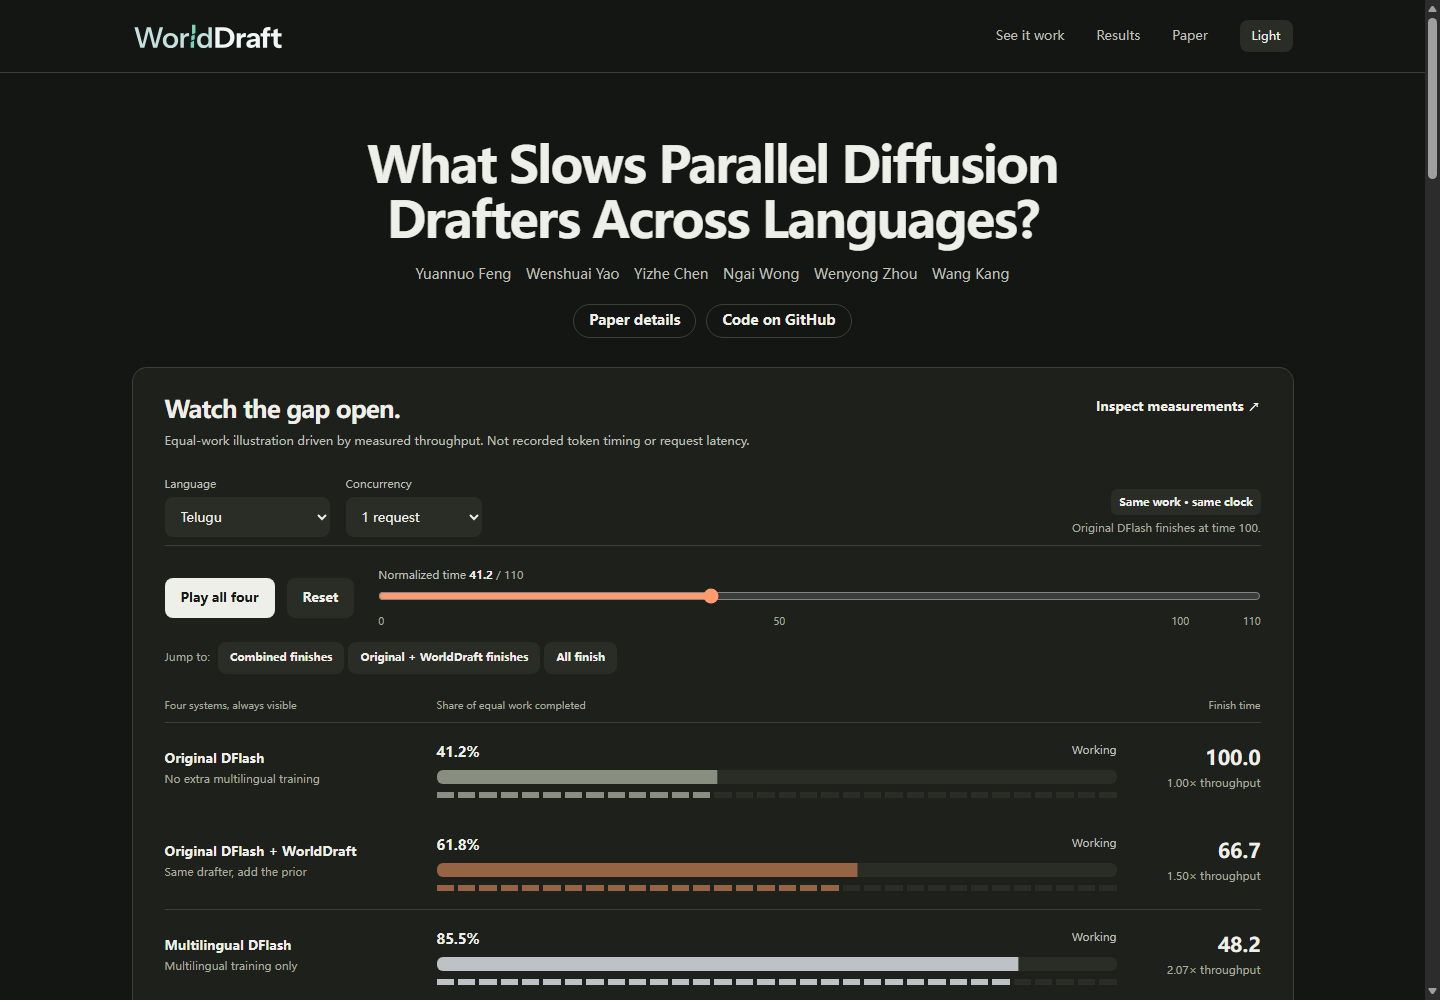 WorldDraft
See it work
Results
Paper
Light
What Slows Parallel Diffusion
Drafters Across Languages?
Yuannuo Feng Wenshuai Yao Yizhe Chen Ngai Wong Wenyong Zhou Wang Kang
Paper details
Code on GitHub
Watch the gap open.
Inspect measurements ↗
Equal-work illustration driven by measured throughput. Not recorded token timing or request latency.
Language
Concurrency
Telugu
1 request
Same work • same clock
Original DFlash finishes at time 100.
Play all four
Reset
Normalized time 41.2 / 110
0 50 100 110
Jump to:
Combined finishes
Original + WorldDraft finishes
All finish
Four systems, always visible
Share of equal work completed
Finish time
Original DFlash
No extra multilingual training
41.2%
Working
100.0
1.00× throughput
Original DFlash + WorldDraft
Same drafter, add the prior
61.8%
Working
66.7
1.50× throughput
Multilingual DFlash
Multilingual training only
85.5%
Working
48.2
2.07× throughput